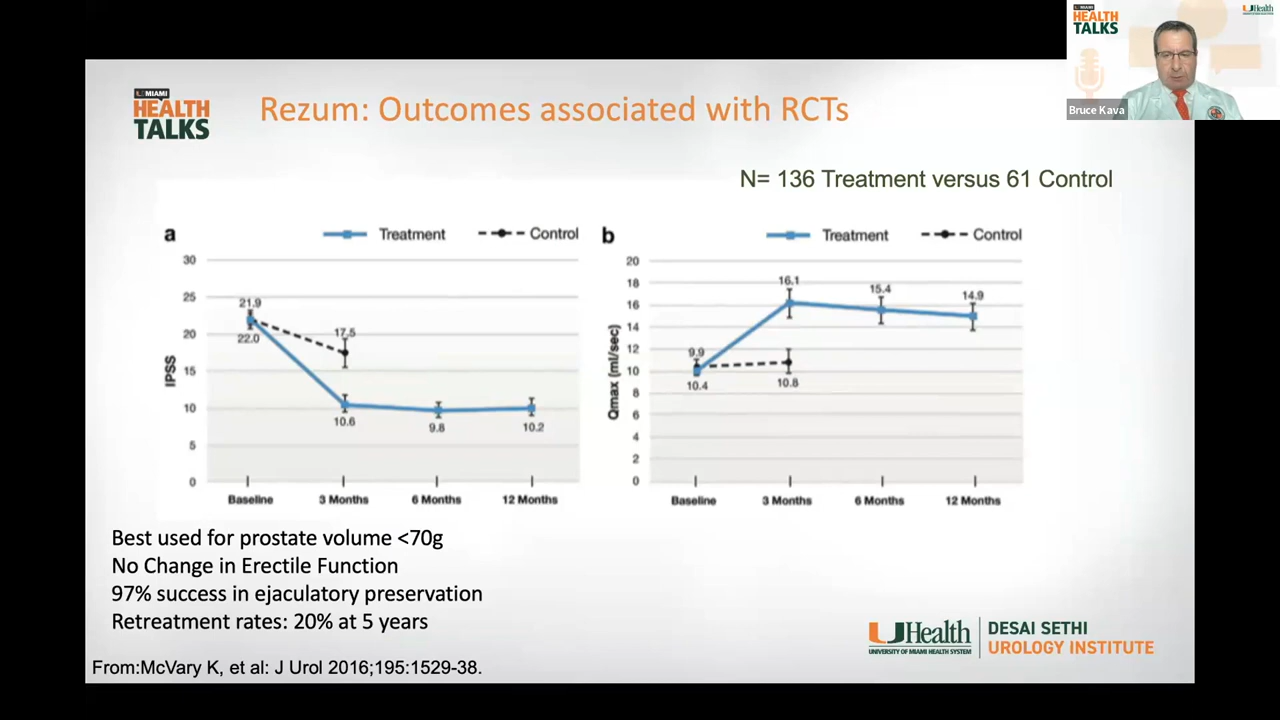 MIAMI
HEALTH
TALKS
UHealth
Bruce Kava
MIAMI
HEALTH
TALKS
Rezum: Outcomes associated with RCTs
N= 136 Treatment versus 61 Control
a
Treatment
Control
IPSS
30
25
20
15
10
5
0
21.9
22.0
17.5
10.6
9.8
10.2
Baseline
3 Months
6 Months
12 Months
b
Treatment
Control
Qmax (ml/sec)
20
18
16
14
12
10
8
6
4
2
0
9.9
10.4
16.1
10.8
15.4
14.9
Baseline
3 Months
6 Months
12 Months
Best used for prostate volume <70g
No Change in Erectile Function
97% success in ejaculatory preservation
Retreatment rates: 20% at 5 years
From:McVary K, et al: J Urol 2016;195:1529-38.
UHealth
UNIVERSITY OF MIAMI HEALTH SYSTEM
DESAI SETHI
UROLOGY INSTITUTE